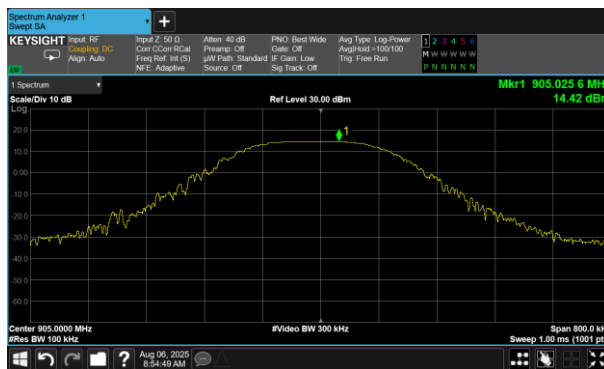 Spectrum Analyzer 1
Swept SA
+
KEYSIGHT
Input: RF
Coupling: DC
Align: Auto
Input Z: 50 Ω
Corr CCorr RCal
Freq Ref: Int (S)
NFE: Adaptive
Atten: 40 dB
Preamp: Off
µW Path: Standard
Source: Off
PNO: Best Wide
Gate: Off
IF Gain: Low
Sig Track: Off
Avg Type: Log-Power
Avg|Hold:>100/100
Trig: Free Run
1 2 3 4 5 6
M W W W W W
P N N N N N
1 Spectrum
Scale/Div 10 dB
Ref Level 30.00 dBm
Mkr1 905.025 6 MH
14.42 dBr
Log
20.0
10.0
0.00
-10.0
-20.0
-30.0
-40.0
-50.0
-60.0
1
Center 905.0000 MHz
#Res BW 100 kHz
#Video BW 300 kHz
Span 800.0 k
Sweep 1.00 ms (1001 pt
?
Aug 06, 2025
8:54:49 AM